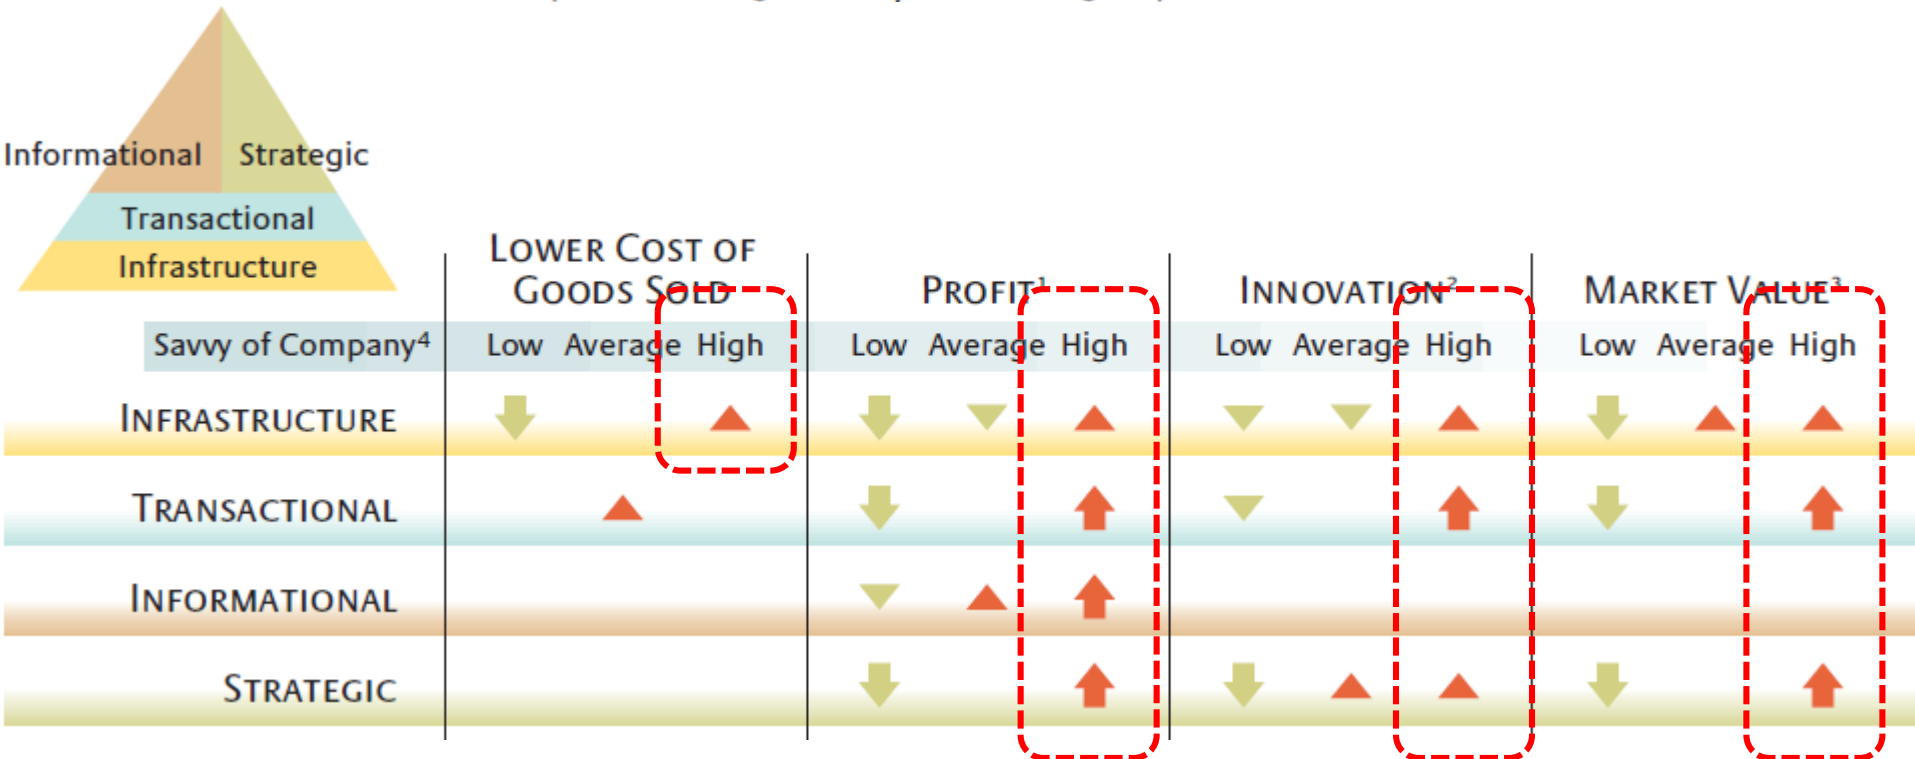 Informational Strategic
Transactional
Infrastructure
LOWER COST OF
GOODS SOLD
PROFIT¹
INNOVATION²
MARKET VALUE³
Savvy of Company⁴ Low Average High Low Average High Low Average High Low Average High
INFRASTRUCTURE
TRANSACTIONAL
INFORMATIONAL
STRATEGIC